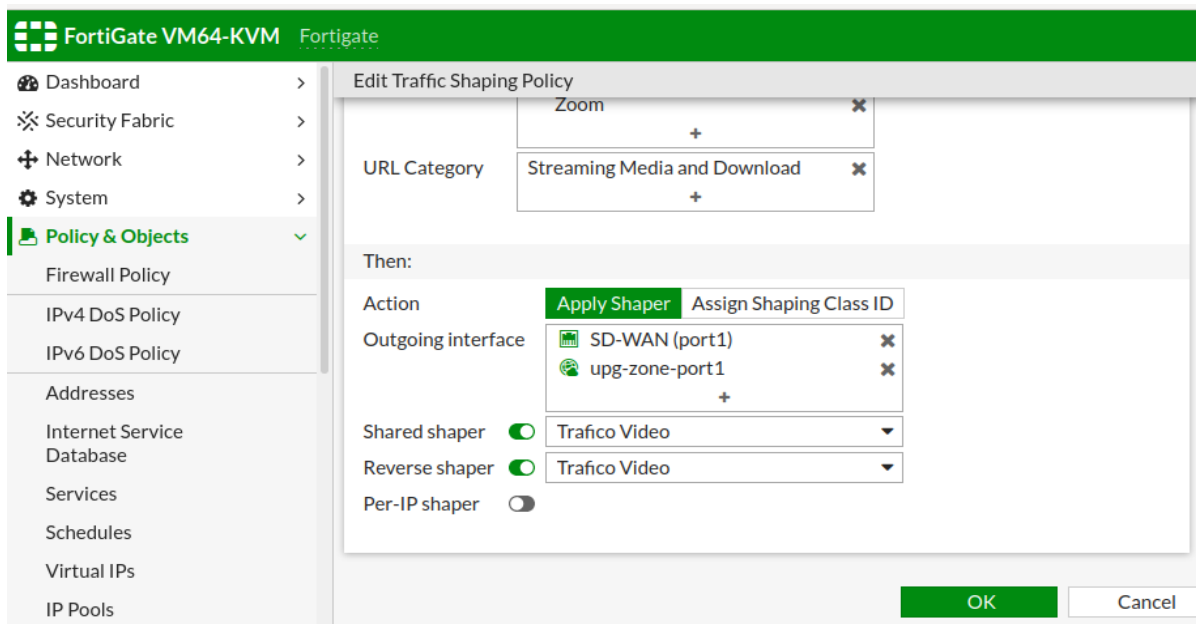 FortiGate VM64-KVM Fortigate
Dashboard
Security Fabric
Network
System
Policy & Objects
Firewall Policy
IPv4 DoS Policy
IPv6 DoS Policy
Addresses
Internet Service
Database
Services
Schedules
Virtual IPs
IP Pools
Edit Traffic Shaping Policy
Zoom
URL Category Streaming Media and Download
Then:
Action Apply Shaper Assign Shaping Class ID
Outgoing interface SD-WAN (port1)
upg-zone-port1
Shared shaper Trafico Video
Reverse shaper Trafico Video
Per-IP shaper
OK Cancel